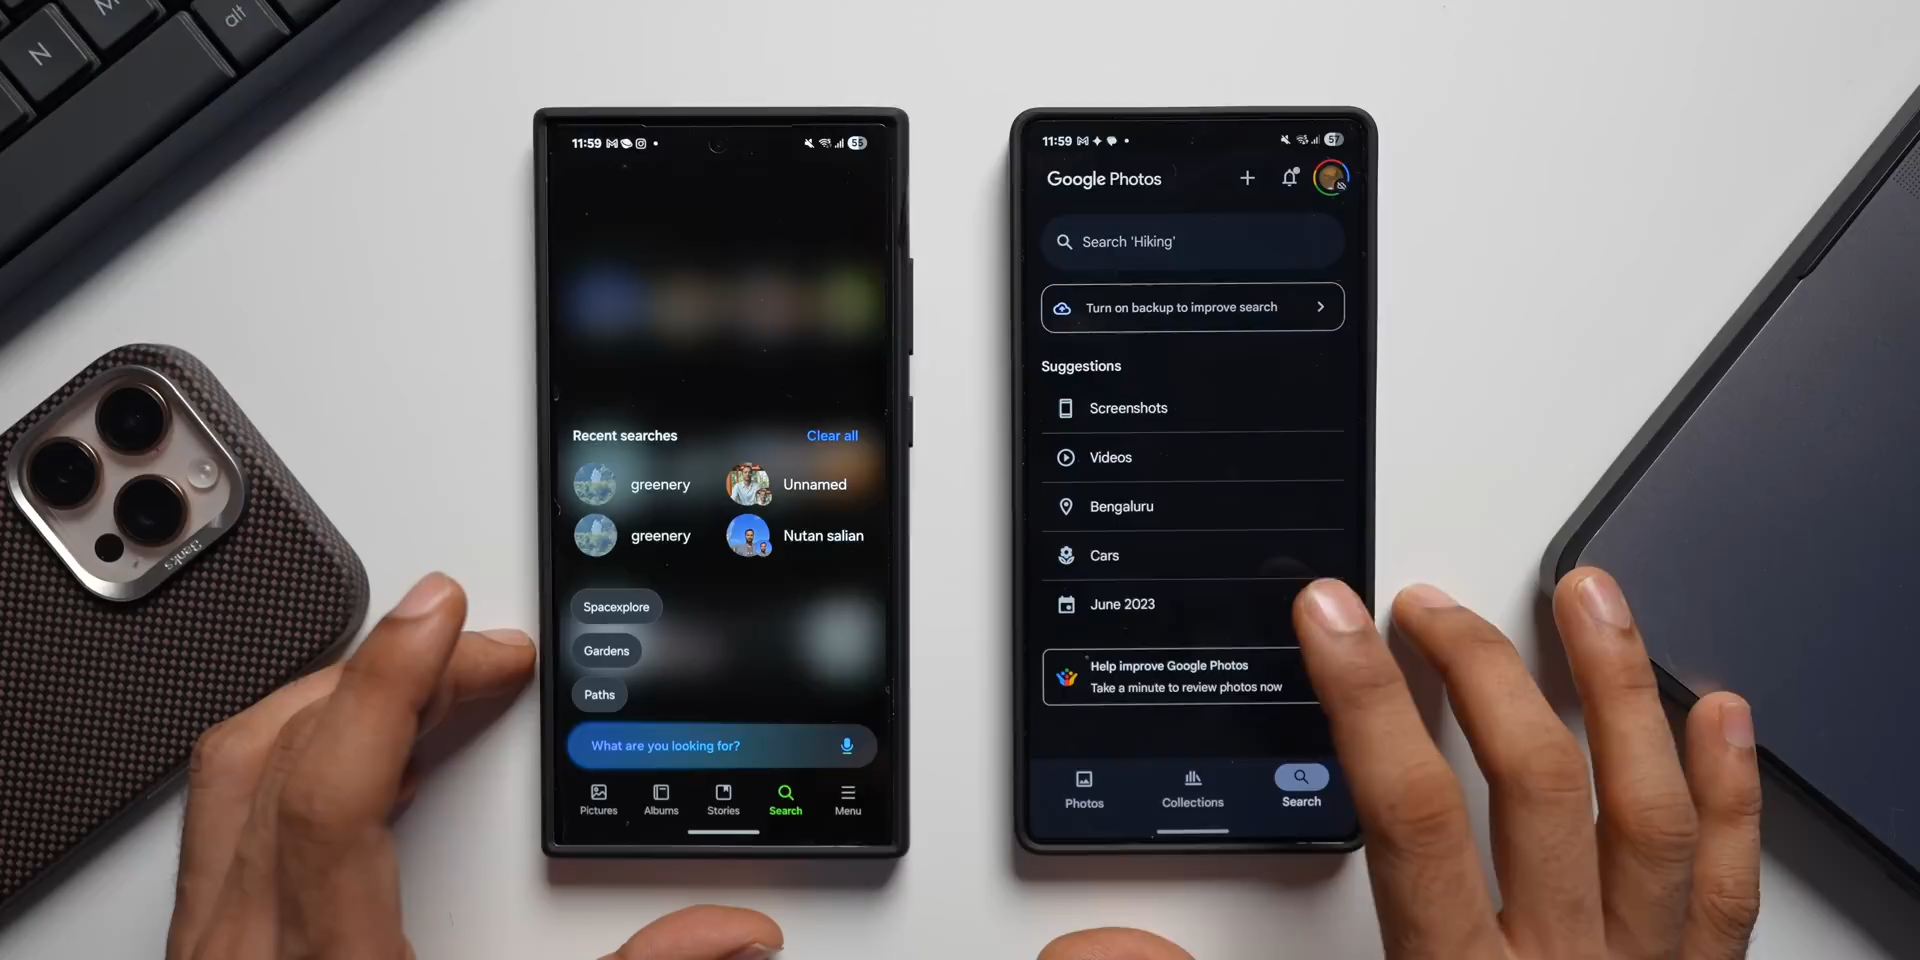 N
M
alt
Benks
11:59
55
Recent searches
Clear all
greenery
Unnamed
greenery
Nutan salian
Spacexplore
Gardens
Paths
What are you looking for?
Pictures
Albums
Stories
Search
Menu
11:59
57
Google Photos
Search 'Hiking'
Turn on backup to improve search
Suggestions
Screenshots
Videos
Bengaluru
Cars
June 2023
Help improve Google Photos
Take a minute to review photos now
Photos
Collections
Search